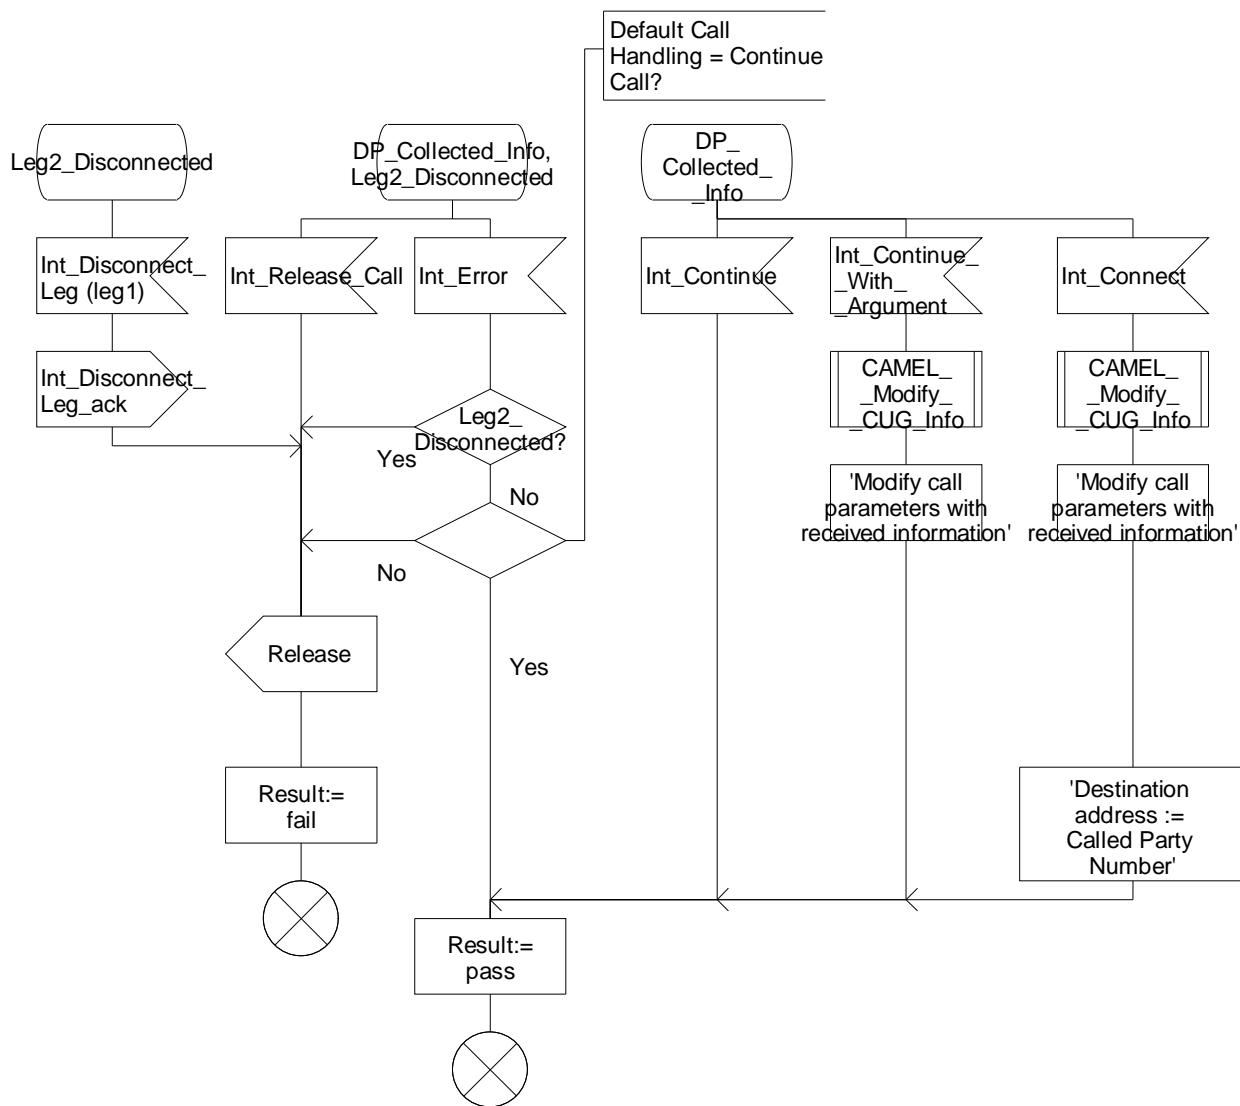 Default Call
Handling = Continue
Call?
Leg2_Disconnected
DP_Collected_Info,
Leg2_Disconnected
DP_
Collected_
_Info
Int_Disconnect_
Leg (leg1)
Int_Release_Call
Int_Error
Int_Continue
Int_Continue_
_With_
_Argument
Int_Connect
Int_Disconnect_
Leg_ack
CAMEL_
_Modify_
_CUG_Info
CAMEL_
_Modify_
_CUG_Info
Leg2_
Disconnected?
Yes
No
'Modify call
parameters with
received information'
'Modify call
parameters with
received information'
No
Release
Yes
Result:=
fail
'Destination
address :=
Called Party
Number'
Result:=
pass